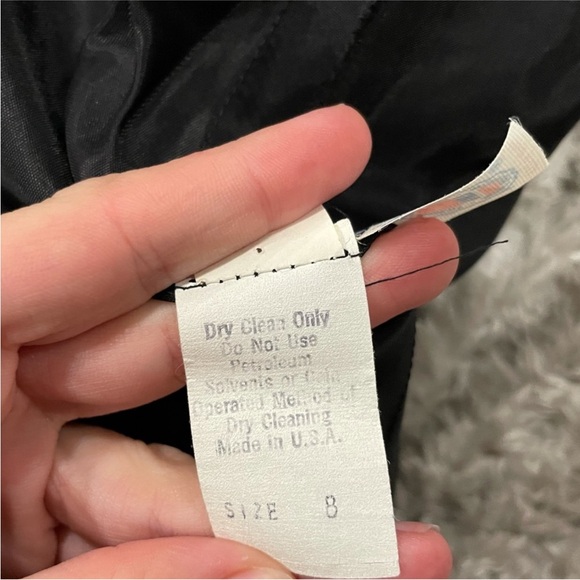 Dry Clean Only
Do Not Use
Petroleum
Solvents or Coin
Operated Method of
Dry Cleaning
Made in U.S.A.
SIZE 8